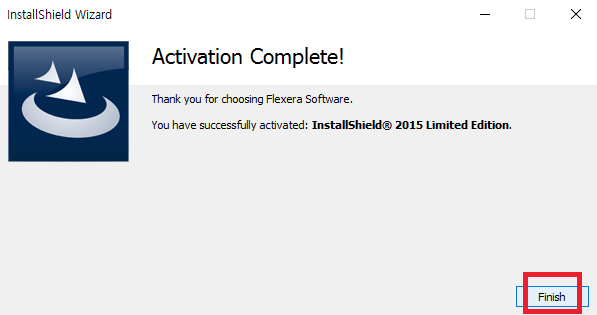 InstallShield Wizard
Activation Complete!
Thank you for choosing Flexera Software.
You have successfully activated: InstallShield® 2015 Limited Edition.
Finish